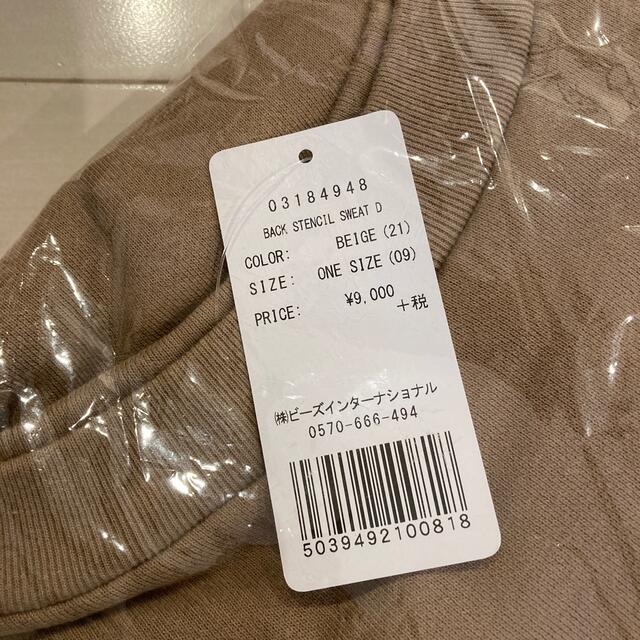 03184948
BACK STENCIL SWEAT D
COLOR: BEIGE(21)
SIZE: ONE SIZE(09)
PRICE: ¥9,000 +税
㈱ビーズインターナショナル
0570-666-494
5039492100818